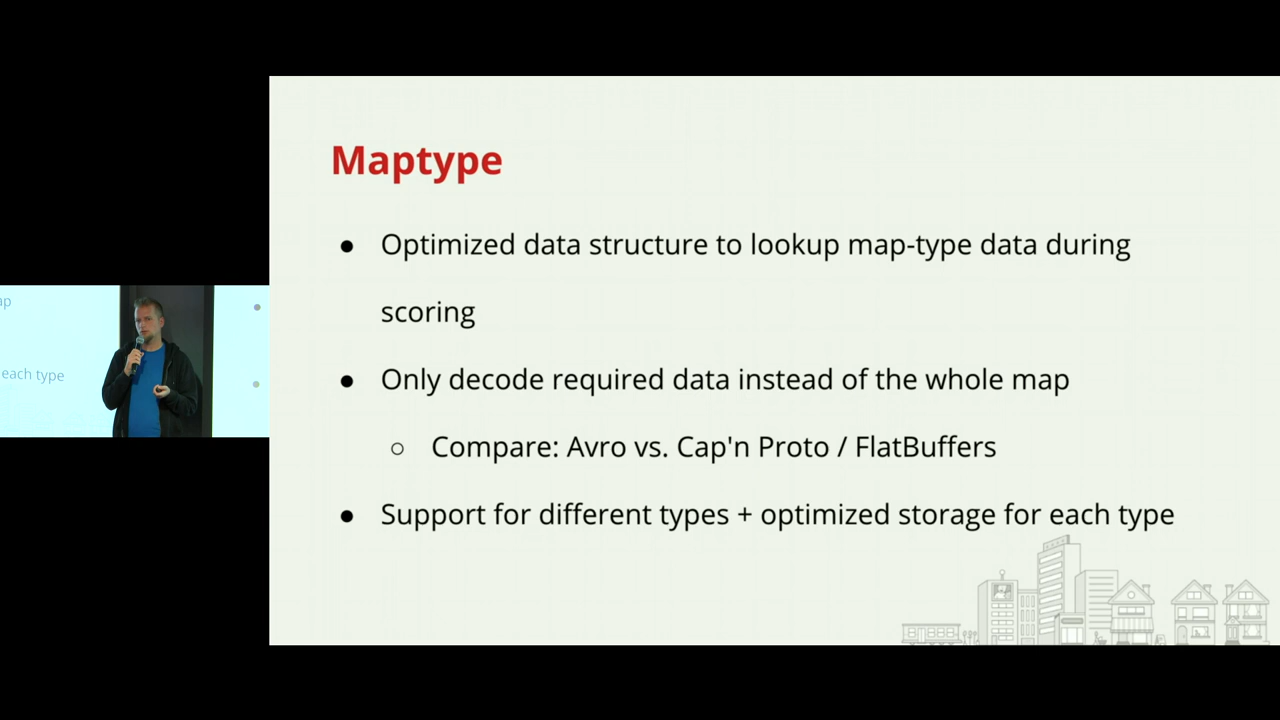 Maptype
● Optimized data structure to lookup map-type data during
scoring
● Only decode required data instead of the whole map
○ Compare: Avro vs. Cap'n Proto / FlatBuffers
● Support for different types + optimized storage for each type
ap
each type